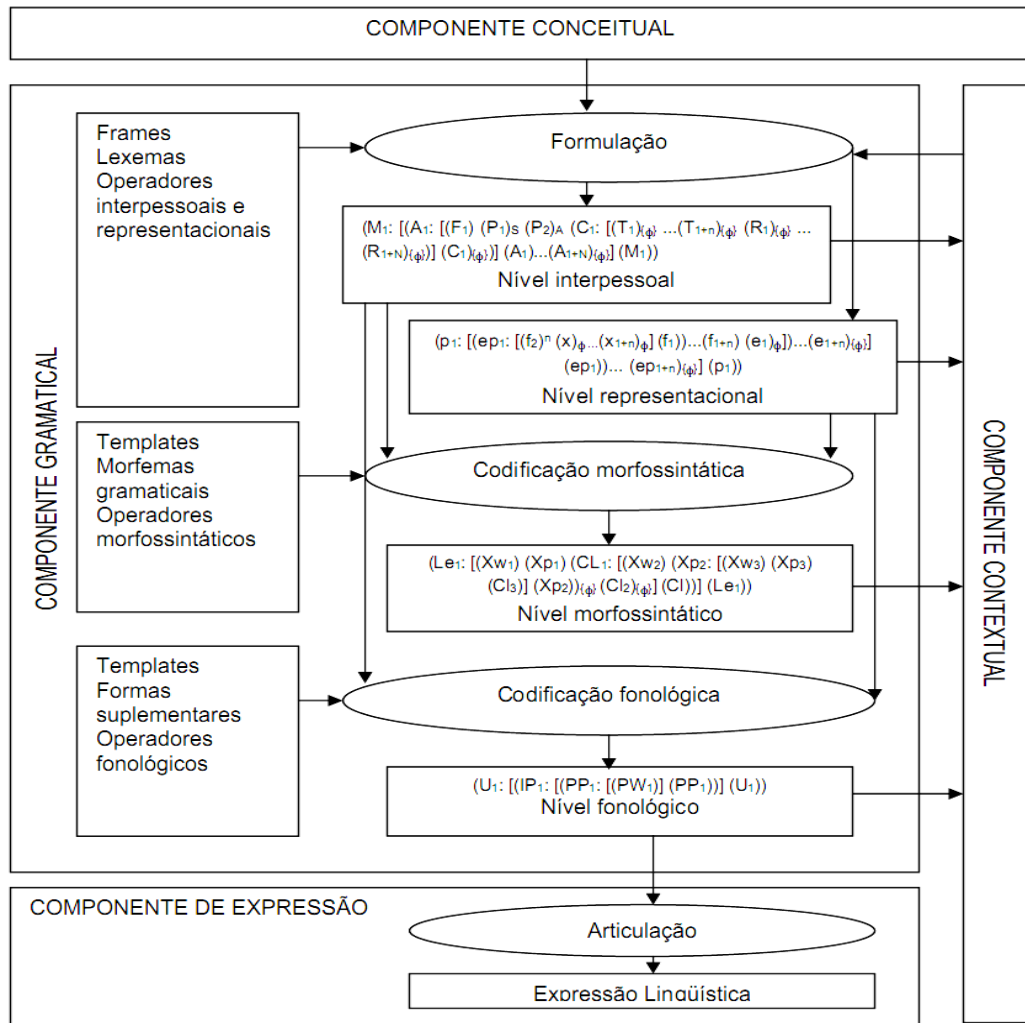 COMPONENTE CONCEITUAL
COMPONENTE GRAMATICAL
COMPONENTE CONTEXTUAL
Frames
Lexemas
Operadores
interpessoais e
representacionais
Formulação
(M₁: [(A₁: [(F₁) (P₁)s (P₂)ᴀ (C₁: [(T₁){ɸ} ...(T₁₊ₙ){ɸ} (R₁){ɸ} ...
(R₁₊N){ɸ})] (C₁){ɸ})] (A₁)...(A₁₊N){ɸ}] (M₁))
Nível interpessoal
(p₁: [(ep₁: [(f₂)ⁿ (x)ɸ...(x₁₊ₙ)ɸ] (f₁))...(f₁₊ₙ) (e₁)ɸ])...(e₁₊ₙ){ɸ}]
(ep₁))... (ep₁₊ₙ){ɸ}] (p₁))
Nível representacional
Templates
Morfemas
gramaticais
Operadores
morfossintáticos
Codificação morfossintática
(Le₁: [(Xw₁) (Xp₁) (CL₁: [(Xw₂) (Xp₂: [(Xw₃) (Xp₃)
(Cl₃)] (Xp₂)){ɸ} (Cl₂){ɸ}] (Cl))] (Le₁))
Nível morfossintático
Templates
Formas
suplementares
Operadores
fonológicos
Codificação fonológica
(U₁: [(IP₁: [(PP₁: [(PW₁)] (PP₁))] (U₁))
Nível fonológico
COMPONENTE DE EXPRESSÃO
Articulação
Expressão Lingüística